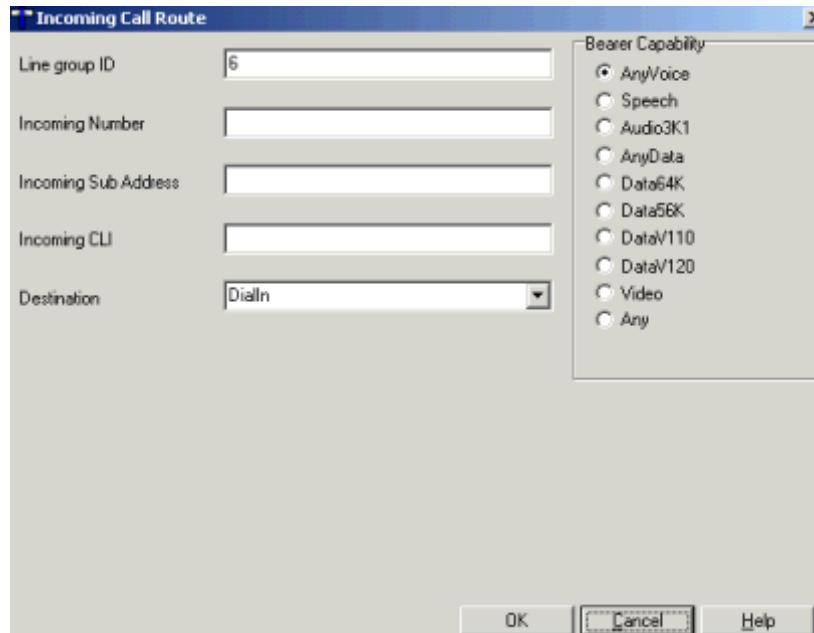 Incoming Call Route
Line group ID
6
Incoming Number
Incoming Sub Address
Incoming CLI
Destination
DialIn
Bearer Capability
AnyVoice
Speech
Audio3K1
AnyData
Data64K
Data56K
DataV110
DataV120
Video
Any
OK
Cancel
Help